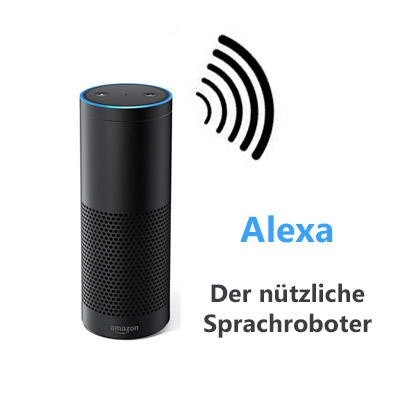 Alexa
Der nützliche
Sprachroboter
amazon